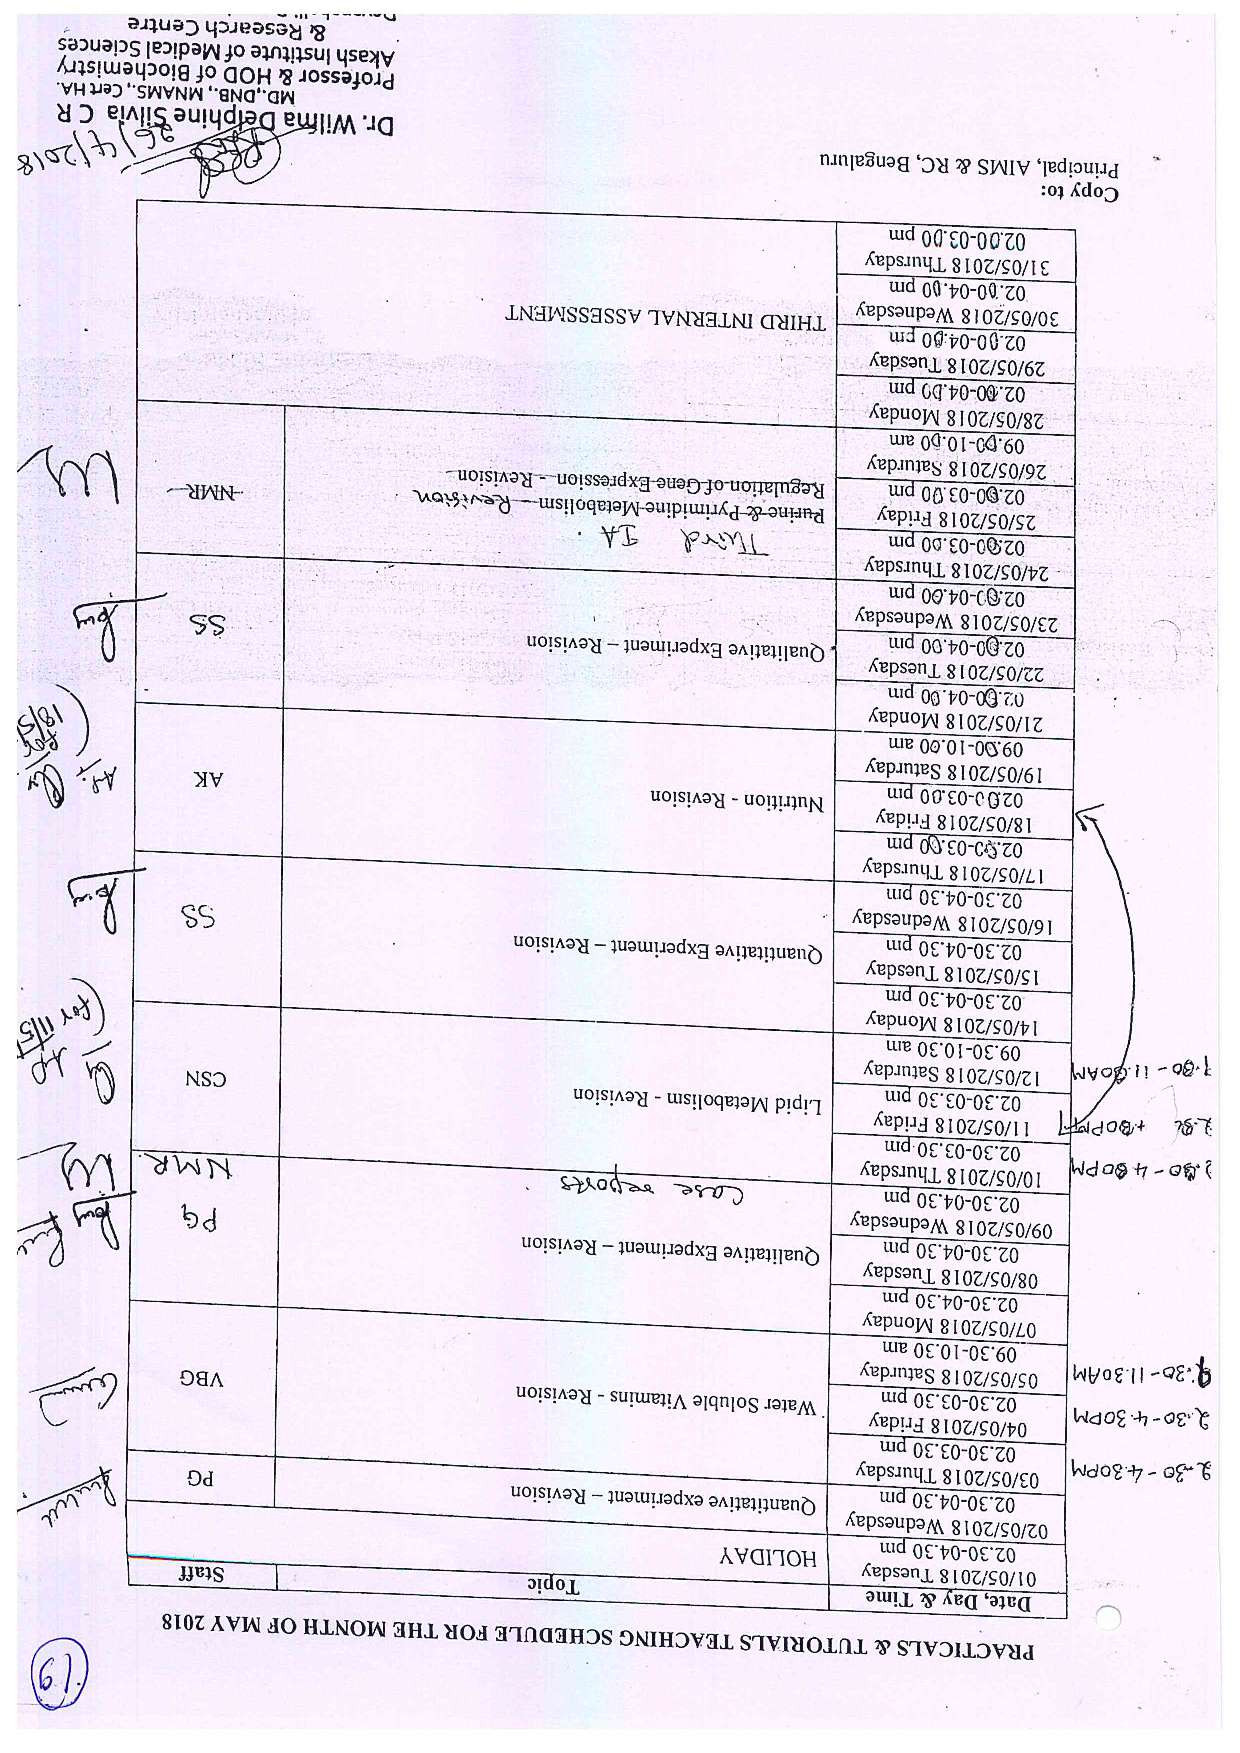 19
PRACTICALS & TUTORIALS TEACHING SCHEDULE FOR THE MONTH OF MAY 2018
Date, Day & Time Topic Staff
01/05/2018 Tuesday
02.30-04.30 pm
HOLIDAY
02/05/2018 Wednesday
02.30-04.30 pm
Quantitative experiment – Revision PG
03/05/2018 Thursday
02.30-03.30 pm
2.30-4.30PM
04/05/2018 Friday
02.30-03.30 pm
2.30-4.30PM
05/05/2018 Saturday
09.30-10.30 am
9.30-11.30AM
Water Soluble Vitamins - Revision VBG
07/05/2018 Monday
02.30-04.30 pm
08/05/2018 Tuesday
02.30-04.30 pm
09/05/2018 Wednesday
02.30-04.30 pm
Qualitative Experiment – Revision PG
Case reports NMR.
10/05/2018 Thursday
02.30-03.30 pm
11/05/2018 Friday
02.30-03.30 pm
12/05/2018 Saturday
09.30-10.30 am
Lipid Metabolism - Revision CSN
(for 11/5
14/05/2018 Monday
02.30-04.30 pm
15/05/2018 Tuesday
02.30-04.30 pm
16/05/2018 Wednesday
02.30-04.30 pm
Quantitative Experiment – Revision SS
17/05/2018 Thursday
02.00-03.00 pm
18/05/2018 Friday
02.00-03.00 pm
19/05/2018 Saturday
09.00-10.00 am
Nutrition - Revision AK
(for 18/5
21/05/2018 Monday
02.00-04.00 pm
22/05/2018 Tuesday
02.00-04.00 pm
23/05/2018 Wednesday
02.00-04.00 pm
Qualitative Experiment – Revision SS
24/05/2018 Thursday
02.00-03.00 pm
25/05/2018 Friday
02.00-03.00 pm
26/05/2018 Saturday
09.00-10.00 am
Third IA.
Purine & Pyrimidine Metabolism – Revision
Regulation of Gene Expression - Revision
NMR
28/05/2018 Monday
02.00-04.00 pm
29/05/2018 Tuesday
02.00-04.00 pm
30/05/2018 Wednesday
02.00-04.00 pm
31/05/2018 Thursday
02.00-03.00 pm
THIRD INTERNAL ASSESSMENT
Copy to:
Principal, AIMS & RC, Bengaluru
26/4/2018
Dr. Wilma Delphine Silvia C R
MD.,DNB., MNAMS., Cert HA.
Professor & HOD of Biochemistry
Akash Institute of Medical Sciences
& Research Centre